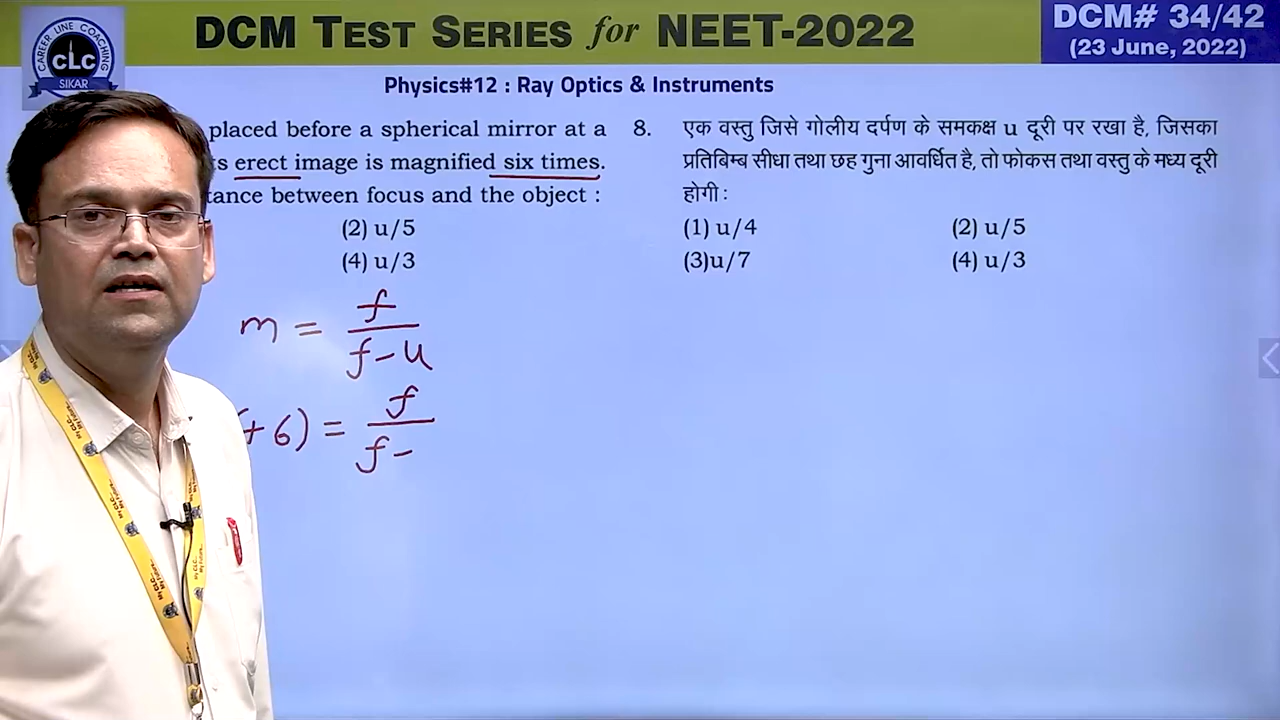 DCM TEST SERIES for NEET-2022
DCM# 34/42
(23 June, 2022)
CAREER LINE COACHING
CLC
SIKAR
Physics#12 : Ray Optics & Instruments
placed before a spherical mirror at a
erect image is magnified six times.
between focus and the object :
(2) u/5
(4) u/3
8. एक वस्तु जिसे गोलीय दर्पण के समकक्ष u दूरी पर रखा है, जिसका
प्रतिबिम्ब सीधा तथा छह गुना आवर्धित है, तो फोकस तथा वस्तु के मध्य दूरी
होगी :
(1) u/4 (2) u/5
(3)u/7 (4) u/3
m = f
f-u
+6) = f
f-